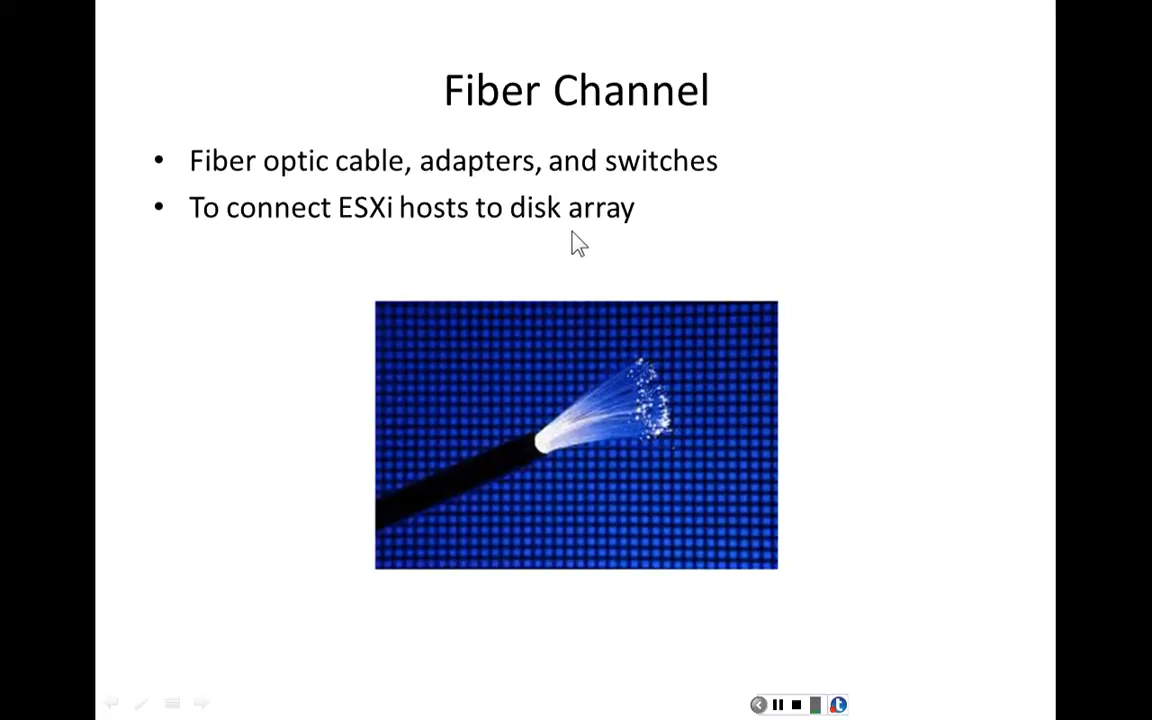 Fiber Channel
• Fiber optic cable, adapters, and switches
• To connect ESXi hosts to disk array